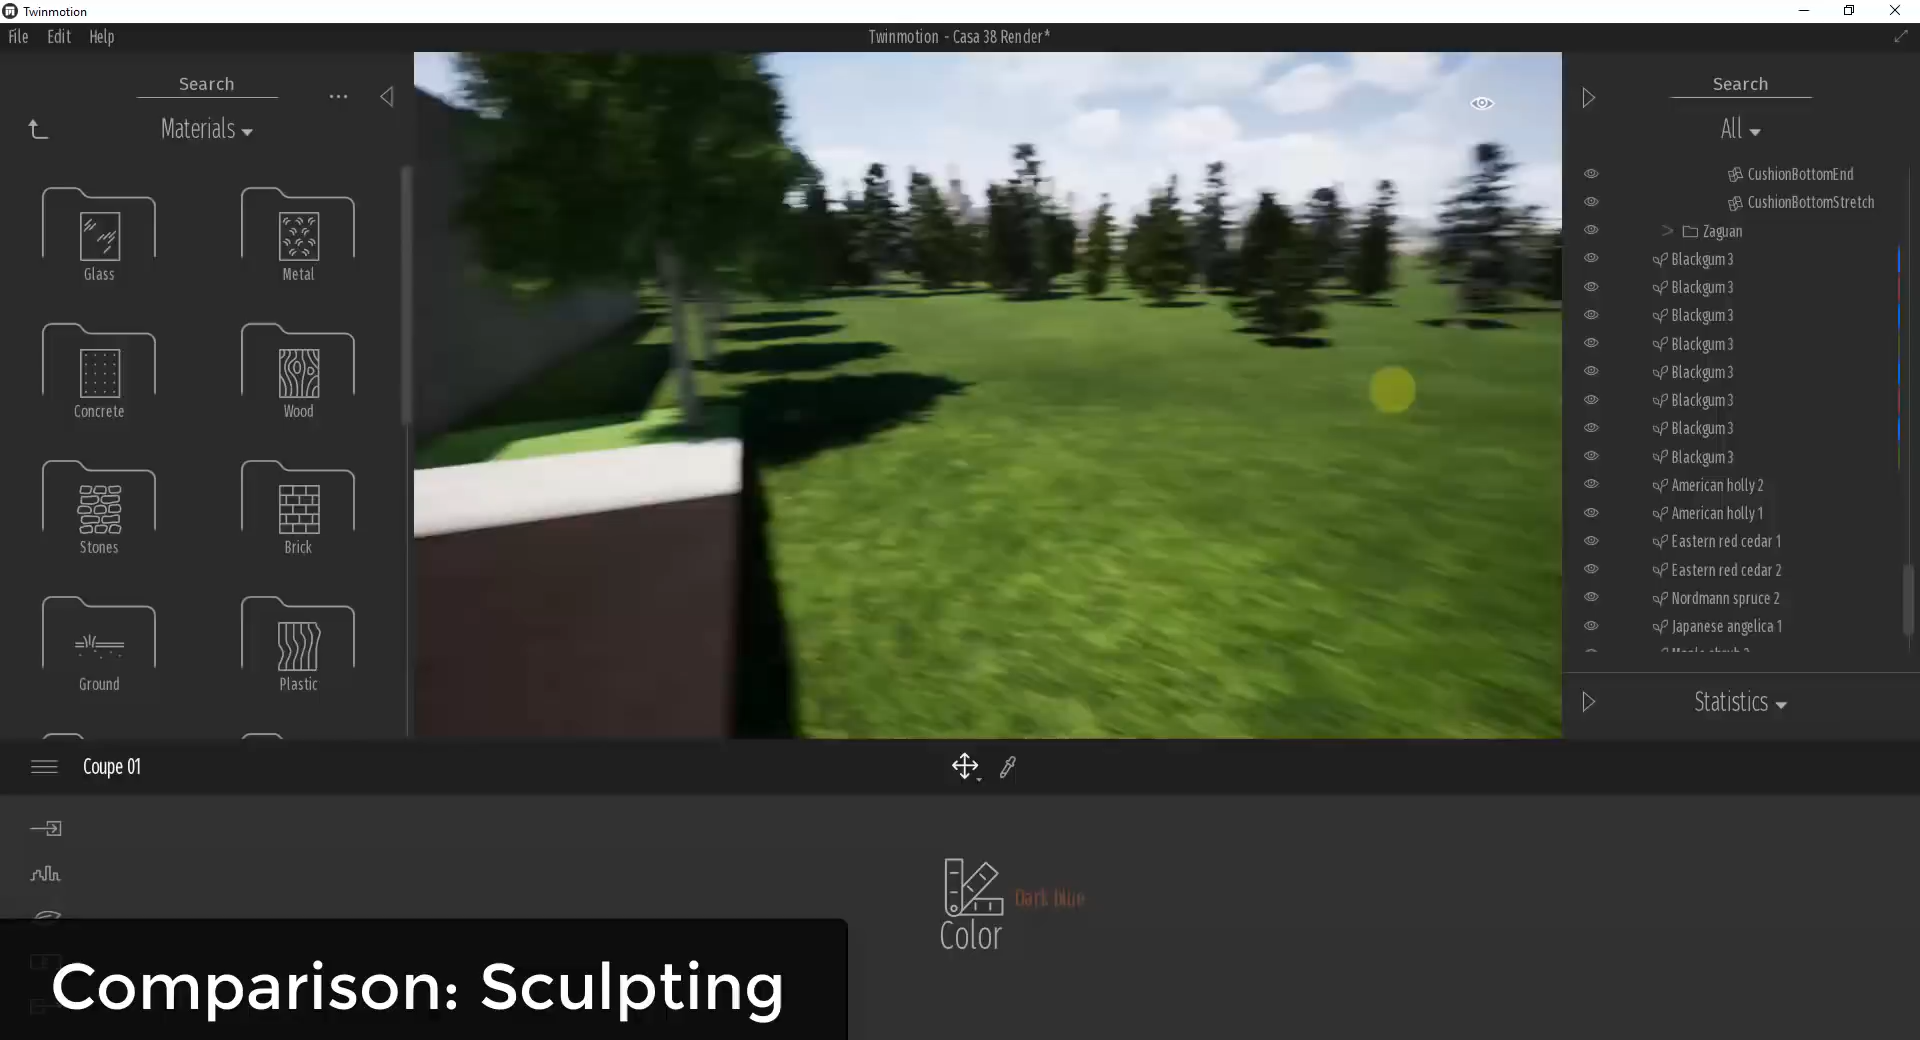 Twinmotion
File Edit Help
Twinmotion - Casa 38 Render*
Search
Materials
Glass
Metal
Concrete
Wood
Stones
Brick
Ground
Plastic
Search
All
CushionBottomEnd
CushionBottomStretch
Zaguan
Blackgum 3
Blackgum 3
Blackgum 3
Blackgum 3
Blackgum 3
Blackgum 3
Blackgum 3
Blackgum 3
American holly 2
American holly 1
Eastern red cedar 1
Eastern red cedar 2
Nordmann spruce 2
Japanese angelica 1
Statistics
Coupe 01
Dark blue
Color
Comparison: Sculpting